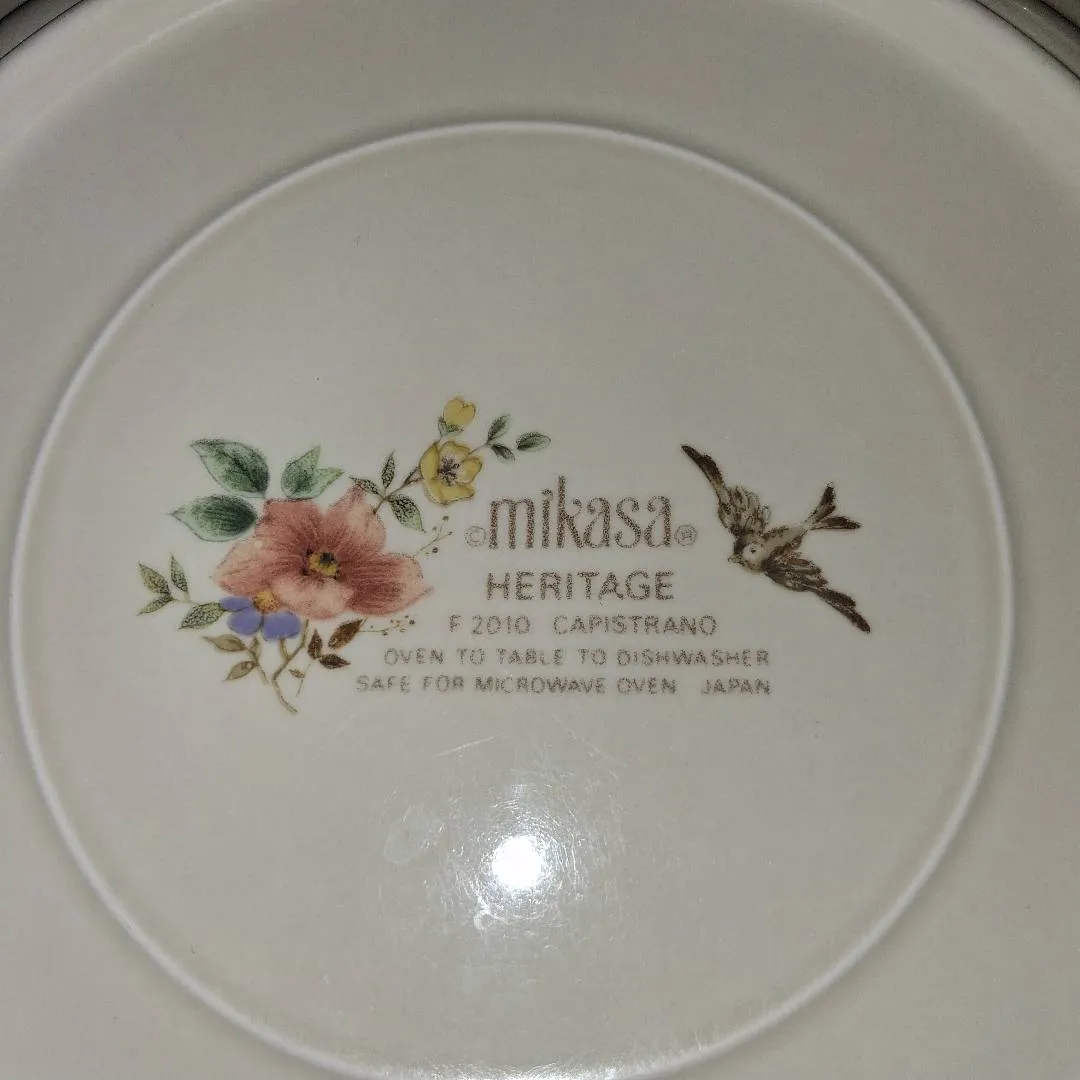 ©mikasa®
HERITAGE
F 2010 CAPISTRANO
OVEN TO TABLE TO DISHWASHER
SAFE FOR MICROWAVE OVEN JAPAN